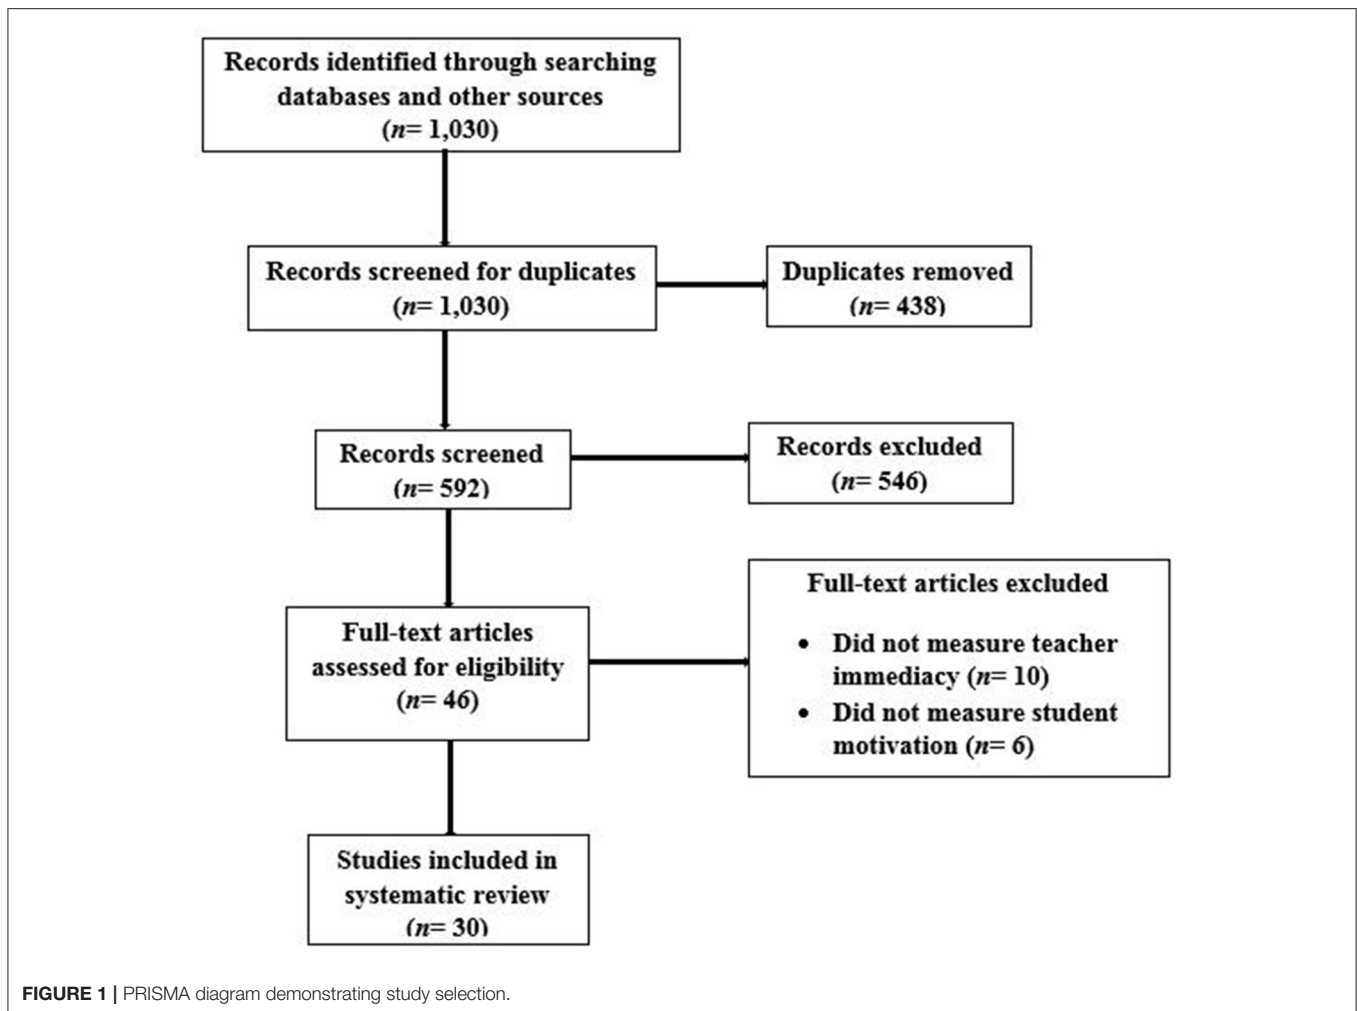 Records identified through searching
databases and other sources
(n= 1,030)
Records screened for duplicates
(n= 1,030)
Duplicates removed
(n= 438)
Records screened
(n= 592)
Records excluded
(n= 546)
Full-text articles
assessed for eligibility
(n= 46)
Full-text articles excluded
• Did not measure teacher
immediacy (n= 10)
• Did not measure student
motivation (n= 6)
Studies included in
systematic review
(n= 30)
FIGURE 1 | PRISMA diagram demonstrating study selection.